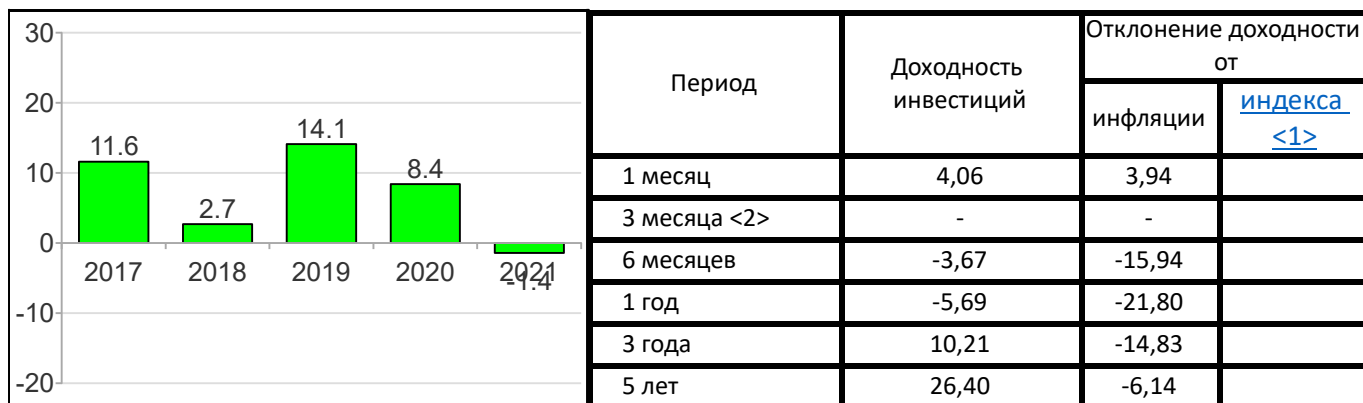 30
20
10
0
-10
-20
11.6
2.7
14.1
8.4
-1.4
2017 2018 2019 2020 2021
Период
Доходность
инвестиций
Отклонение доходности
от
инфляции
индекса
<1>
1 месяц 4,06 3,94
3 месяца <2> - -
6 месяцев -3,67 -15,94
1 год -5,69 -21,80
3 года 10,21 -14,83
5 лет 26,40 -6,14